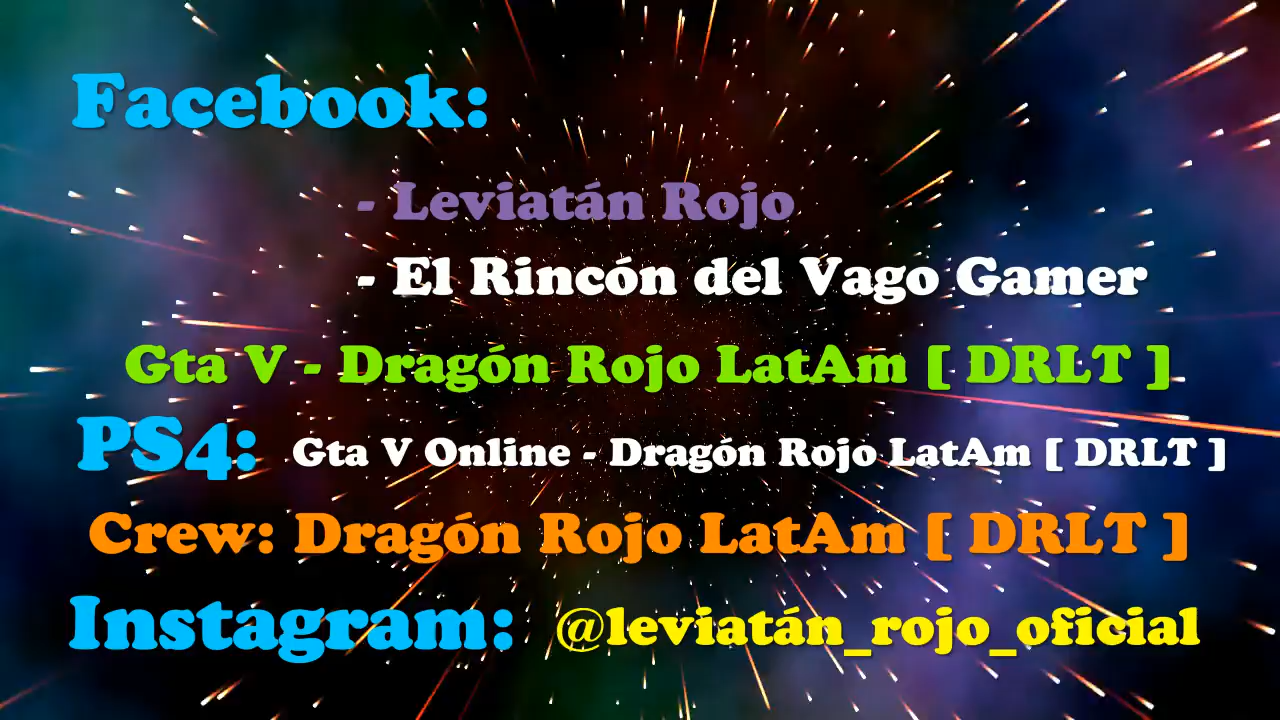 Facebook:
- Leviatán Rojo
- El Rincón del Vago Gamer
Gta V - Dragón Rojo LatAm [ DRLT ]
PS4: Gta V Online - Dragón Rojo LatAm [ DRLT ]
Crew: Dragón Rojo LatAm [ DRLT ]
Instagram: @leviatán_rojo_oficial